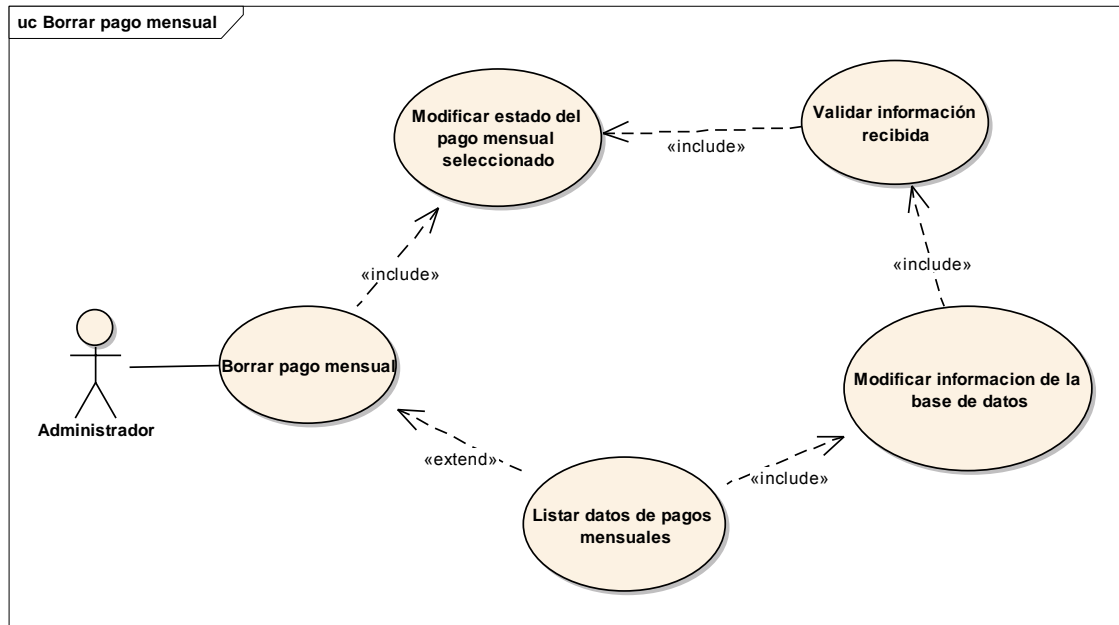 uc Borrar pago mensual
Modificar estado del
pago mensual
seleccionado
Validar información
recibida
«include»
«include»
«include»
Borrar pago mensual
Administrador
Modificar informacion de la
base de datos
«extend»
«include»
Listar datos de pagos
mensuales